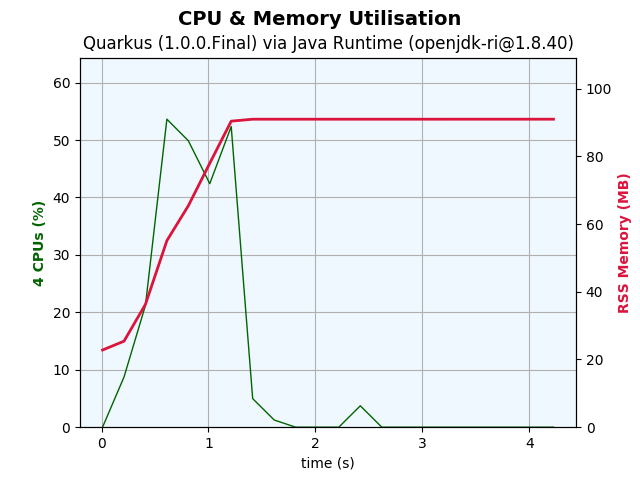 CPU & Memory Utilisation
Quarkus (1.0.0.Final) via Java Runtime (openjdk-ri@1.8.40)
4 CPUs (%)
60
50
40
30
20
10
0
100
80
60
40
20
0
RSS Memory (MB)
0 1 2 3 4
time (s)